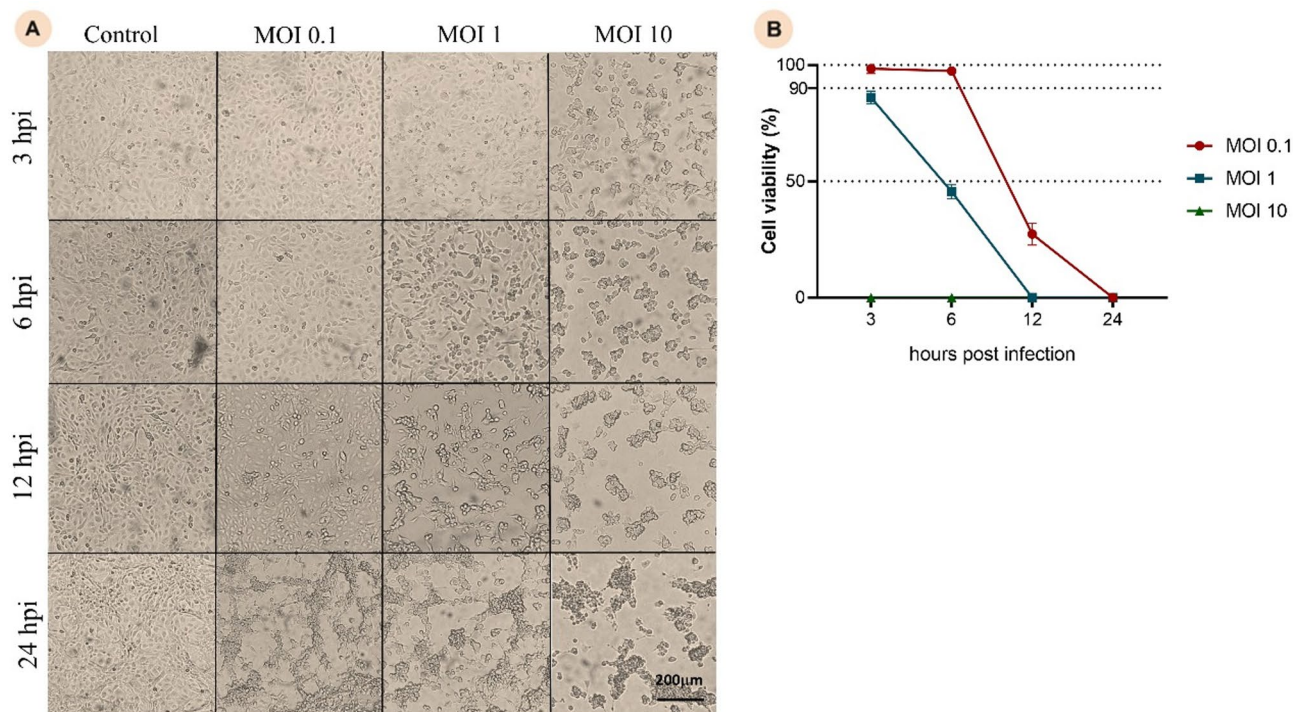 A
Control MOI 0.1 MOI 1 MOI 10
3 hpi
6 hpi
12 hpi
24 hpi
200μm
B
Cell viability (%)
100
90
50
0
3 6 12 24
hours post infection
MOI 0.1
MOI 1
MOI 10